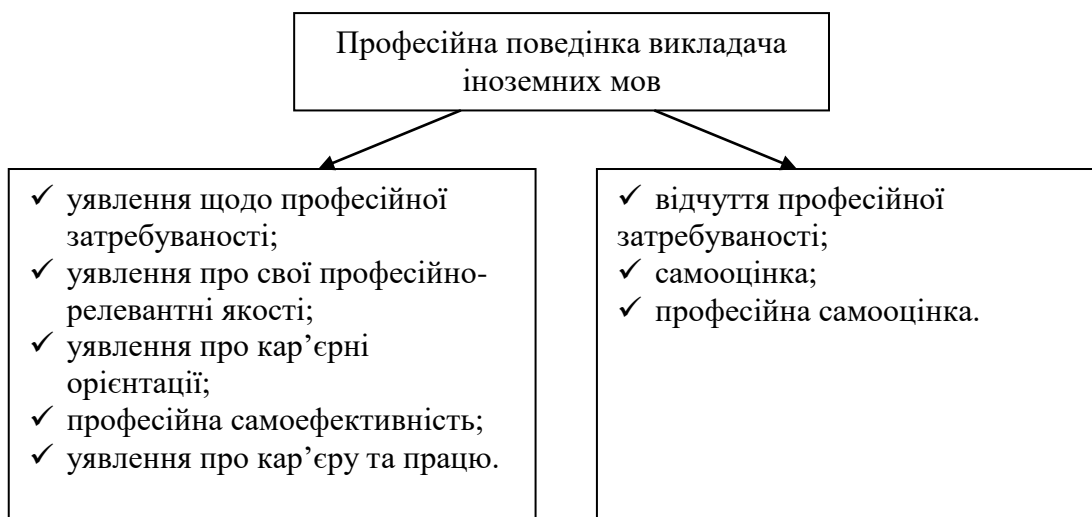 Професійна поведінка викладача
іноземних мов
✓ уявлення щодо професійної
затребуваності;
✓ уявлення про свої професійно-
релевантні якості;
✓ уявлення про кар’єрні
орієнтації;
✓ професійна самоефективність;
✓ уявлення про кар’єру та працю.
✓ відчуття професійної
затребуваності;
✓ самооцінка;
✓ професійна самооцінка.